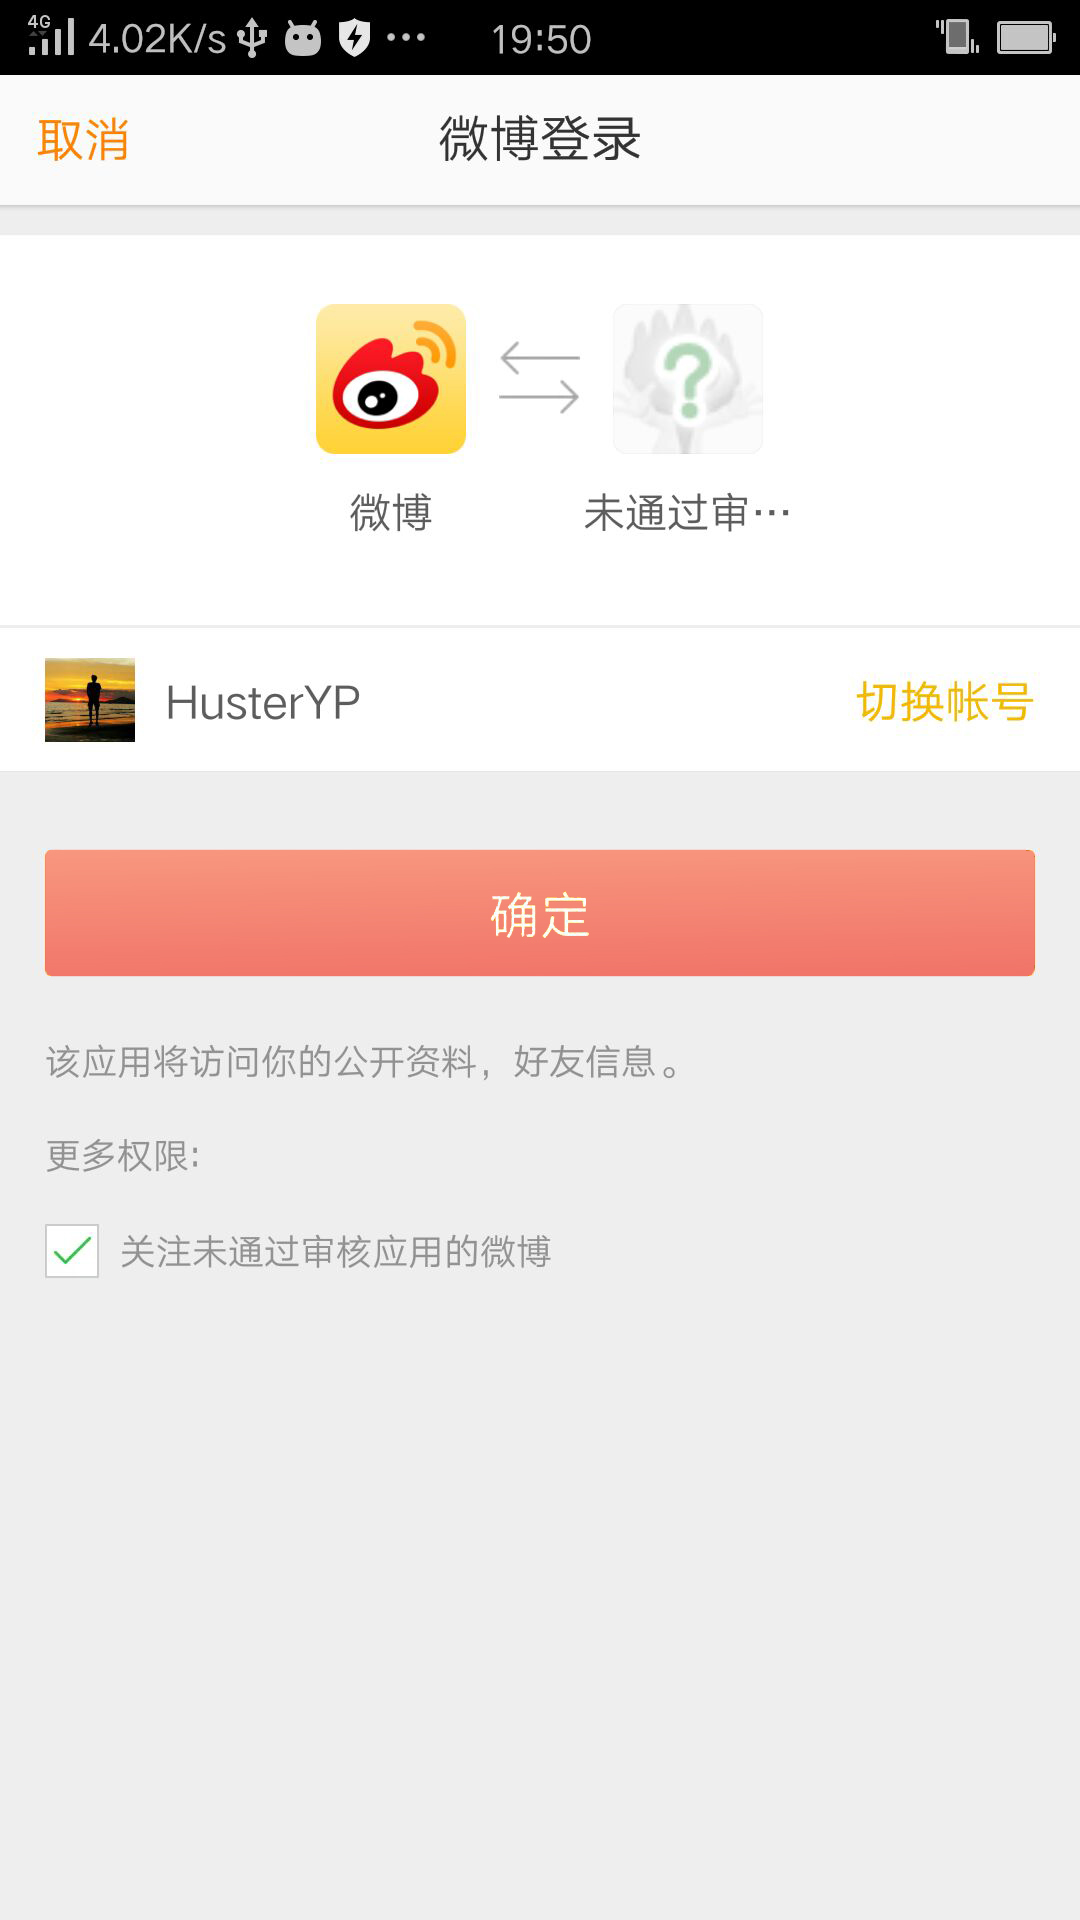 4G 4.02K/s 19:50
取消 微博登录
微博 未通过审…
HusterYP 切换帐号
确定
该应用将访问你的公开资料，好友信息。
更多权限:
关注未通过审核应用的微博